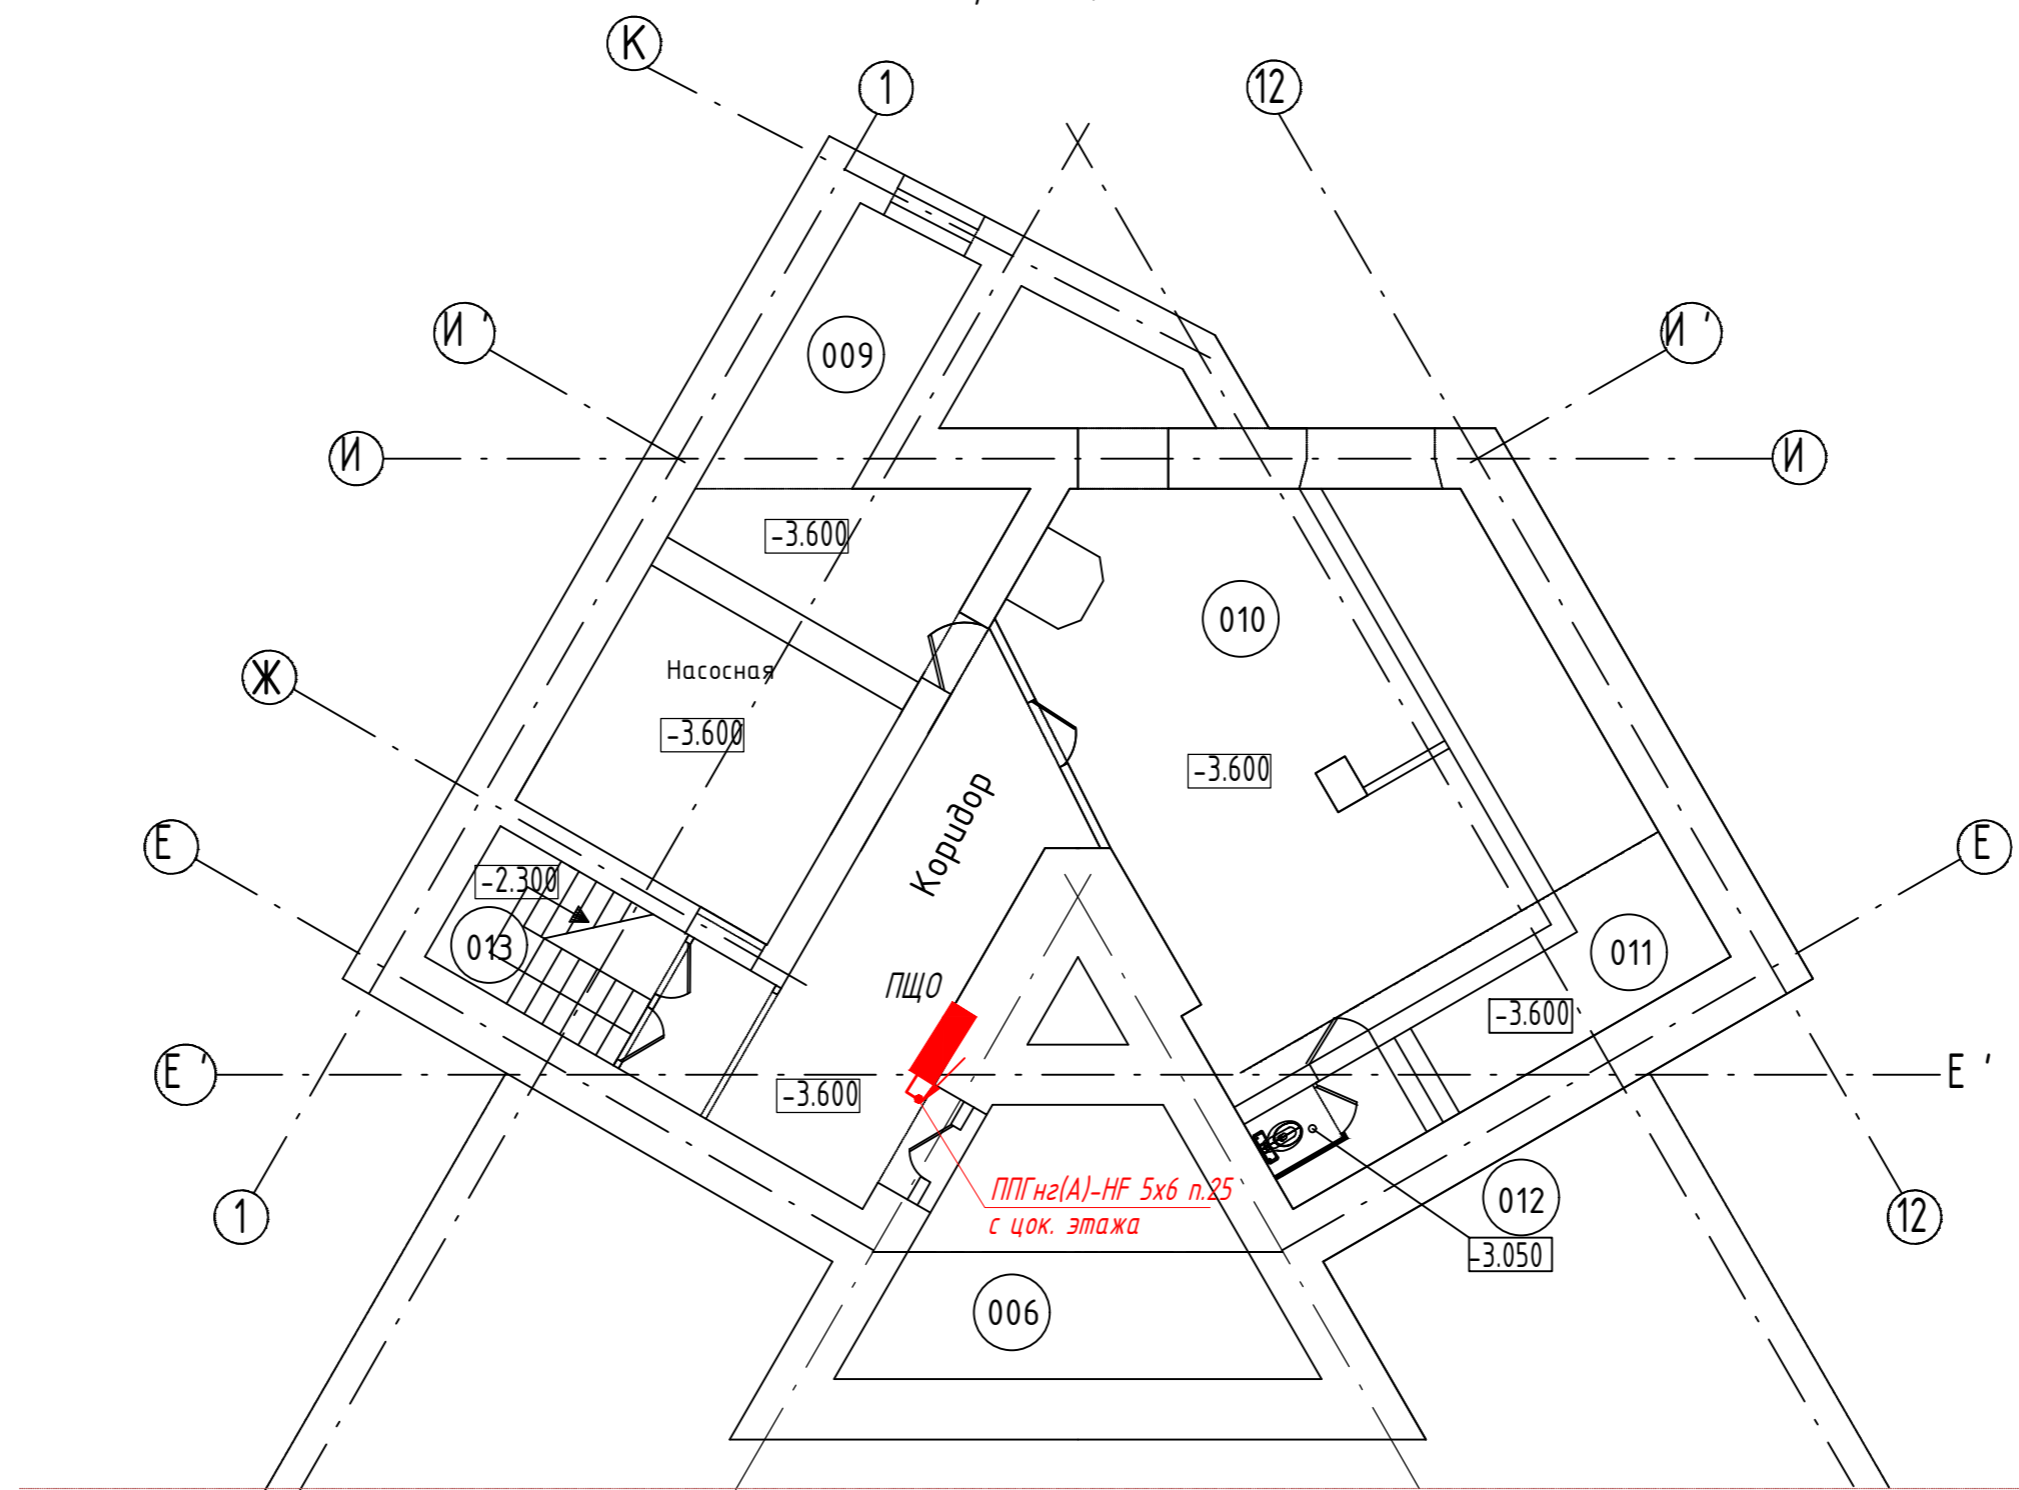 К
1
12
И '
И '
009
И
И
-3.600
010
Насосная
Ж
-3.600
-3.600
Коридор
Е
Е
-2.300
013
011
ПЩО
-3.600
Е'
Е '
-3.600
ППГнг(А)-HF 5х6 п.25
с цок. этажа
012
1
12
-3.050
006